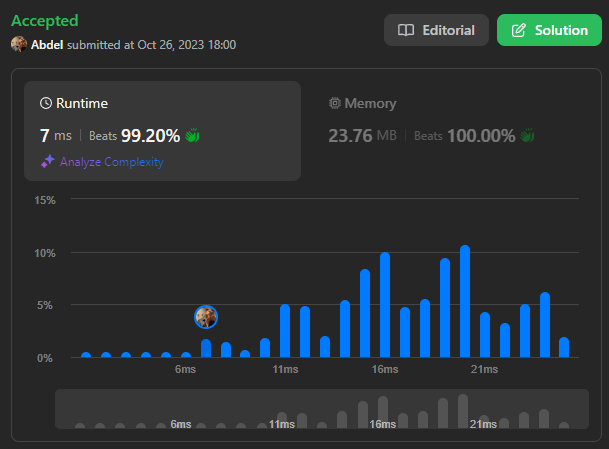 Accepted
Abdel submitted at Oct 26, 2023 18:00
Editorial
Solution
Runtime
7 ms | Beats 99.20%
Analyze Complexity
Memory
23.76 MB | Beats 100.00%
15%
10%
5%
0%
6ms 11ms 16ms 21ms
6ms 11ms 16ms 21ms